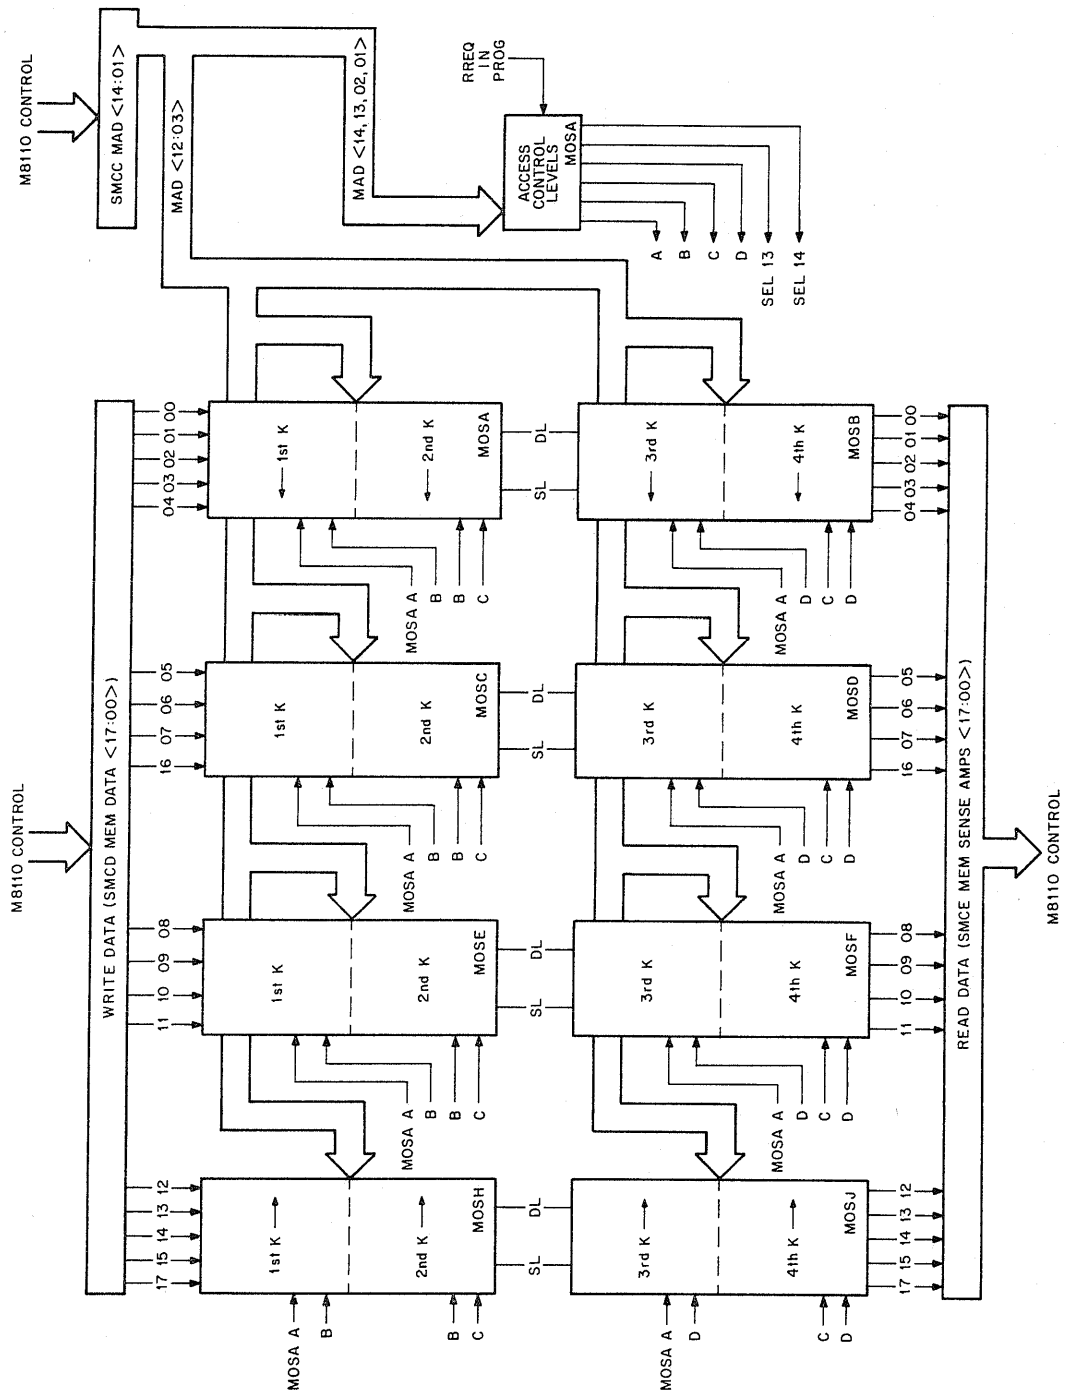 M8110 CONTROL
M8110 CONTROL
WRITE DATA (SMCD MEM DATA <17:00>)
SMCC MAD <14:01>
17 15 14 13 12
11 10 09 08
16 07 06 05
04 03 02 01 00
MAD <12:03>
MAD <14, 13, 02, 01>
MOSA A
B
B
C
1st K
2nd K
MOSH
MOSA A
B
B
C
1st K
2nd K
MOSE
MOSA A
B
B
C
1st K
2nd K
MOSC
MOSA A
B
B
C
1st K
2nd K
MOSA
RREQ
IN
PROG
ACCESS
CONTROL
LEVELS
MOSA
A
B
C
D
SEL 13
SEL 14
SL DL
SL DL
SL DL
SL DL
MOSA A
D
C
D
3rd K
4th K
MOSJ
MOSA A
D
C
D
3rd K
4th K
MOSF
MOSA A
D
C
D
3rd K
4th K
MOSD
MOSA A
D
C
D
3rd K
4th K
MOSB
17 15 14 13 12
11 10 09 08
16 07 06 05
04 03 02 01 00
READ DATA (SMCE MEM SENSE AMPS <17:00>)
M8110 CONTROL